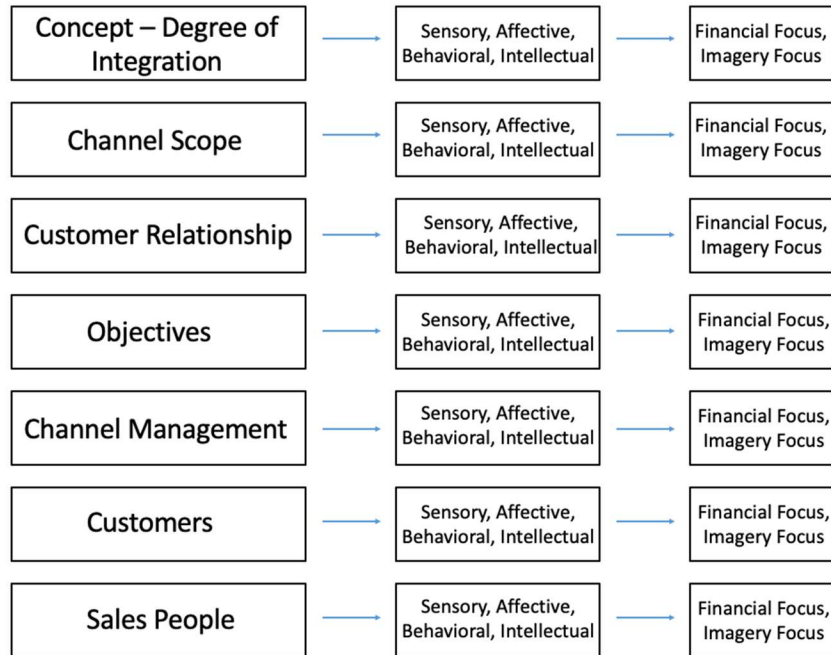 Concept – Degree of
Integration
Sensory, Affective,
Behavioral, Intellectual
Financial Focus,
Imagery Focus
Channel Scope
Sensory, Affective,
Behavioral, Intellectual
Financial Focus,
Imagery Focus
Customer Relationship
Sensory, Affective,
Behavioral, Intellectual
Financial Focus,
Imagery Focus
Objectives
Sensory, Affective,
Behavioral, Intellectual
Financial Focus,
Imagery Focus
Channel Management
Sensory, Affective,
Behavioral, Intellectual
Financial Focus,
Imagery Focus
Customers
Sensory, Affective,
Behavioral, Intellectual
Financial Focus,
Imagery Focus
Sales People
Sensory, Affective,
Behavioral, Intellectual
Financial Focus,
Imagery Focus